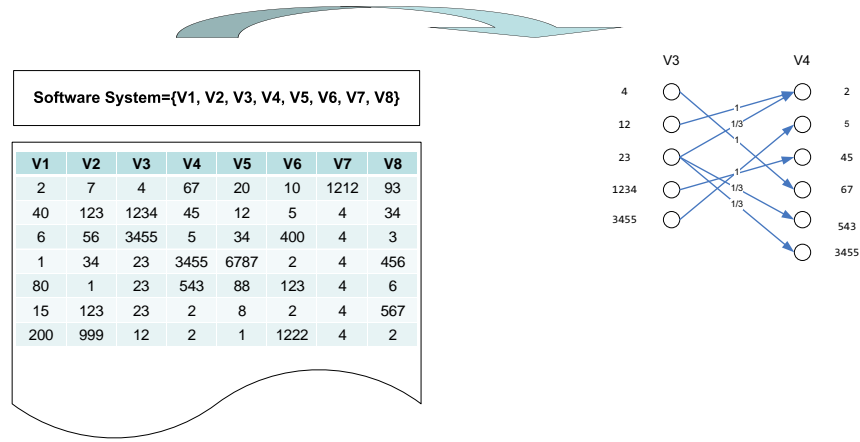 Software System={V1, V2, V3, V4, V5, V6, V7, V8}
V1 V2 V3 V4 V5 V6 V7 V8
2 7 4 67 20 10 1212 93
40 123 1234 45 12 5 4 34
6 56 3455 5 34 400 4 3
1 34 23 3455 6787 2 4 456
80 1 23 543 88 123 4 6
15 123 23 2 8 2 4 567
200 999 12 2 1 1222 4 2
V3 V4
4 2
12 5
23 45
1234 67
3455 543
3455
1
1/3
1
1
1/3
1/3